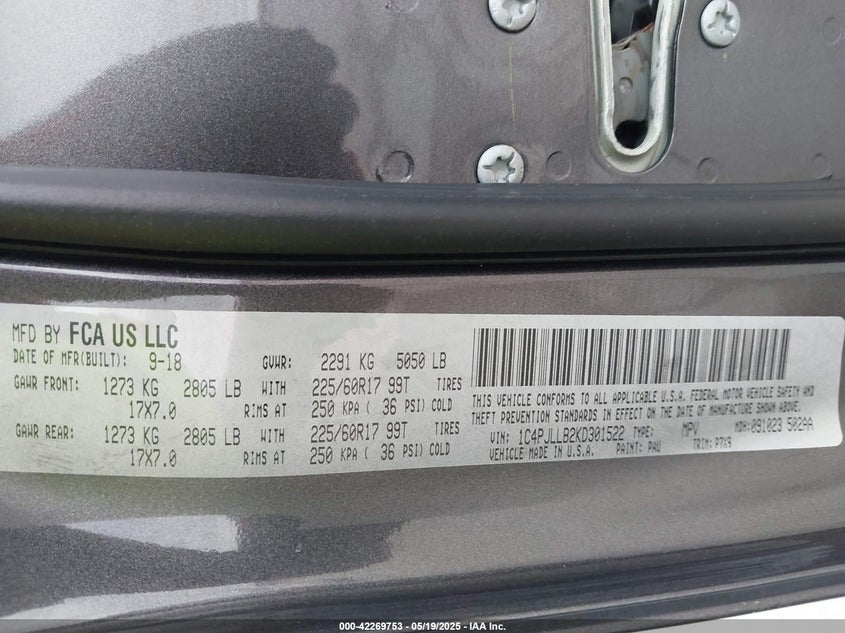 MFD BY FCA US LLC
DATE OF MFR(BUILT): 9-18 GVWR: 2291 KG 5050 LB
GAWR FRONT: 1273 KG 2805 LB WITH 225/60R17 99T TIRES
17X7.0 RIMS AT 250 KPA ( 36 PSI) COLD
GAWR REAR: 1273 KG 2805 LB WITH 225/60R17 99T TIRES
17X7.0 RIMS AT 250 KPA ( 36 PSI) COLD
THIS VEHICLE CONFORMS TO ALL APPLICABLE U.S.A. FEDERAL MOTOR VEHICLE SAFETY AND
THEFT PREVENTION STANDARDS IN EFFECT ON THE DATE OF MANUFACTURE SHOWN ABOVE.
VIN: 1C4PJLLB2KD301522 TYPE: MPV MDH: 091023 502AA
VEHICLE MADE IN U.S.A. PAINT: PAU TRIM: P7X9
000-42269753 - 05/19/2025 - IAA Inc.